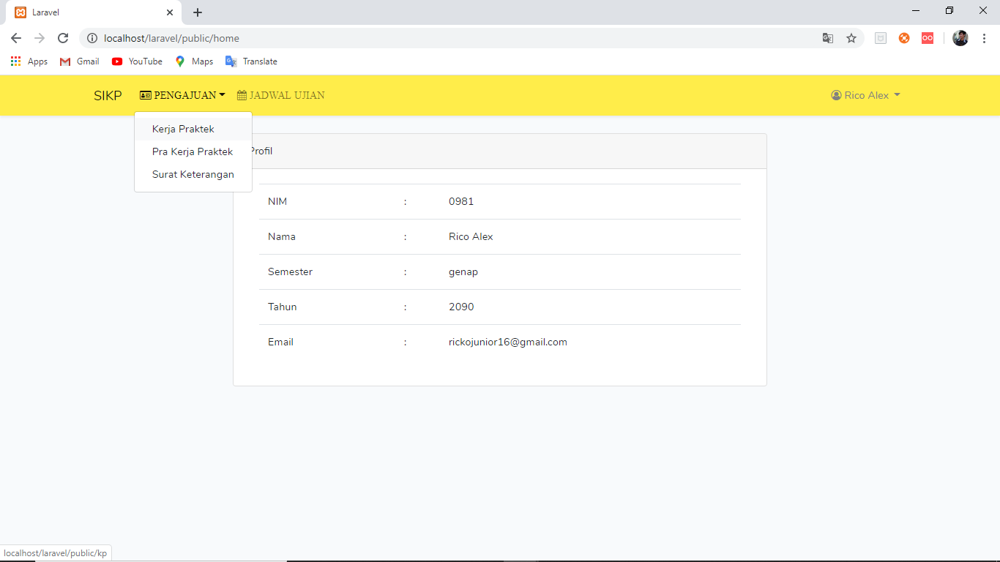 Laravel
localhost/laravel/public/home
Apps Gmail YouTube Maps Translate
SIKP PENGAJUAN JADWAL UJIAN Rico Alex
Kerja Praktek
Pra Kerja Praktek
Surat Keterangan
Profil
NIM : 0981
Nama : Rico Alex
Semester : genap
Tahun : 2090
Email : rickojunior16@gmail.com
localhost/laravel/public/kp